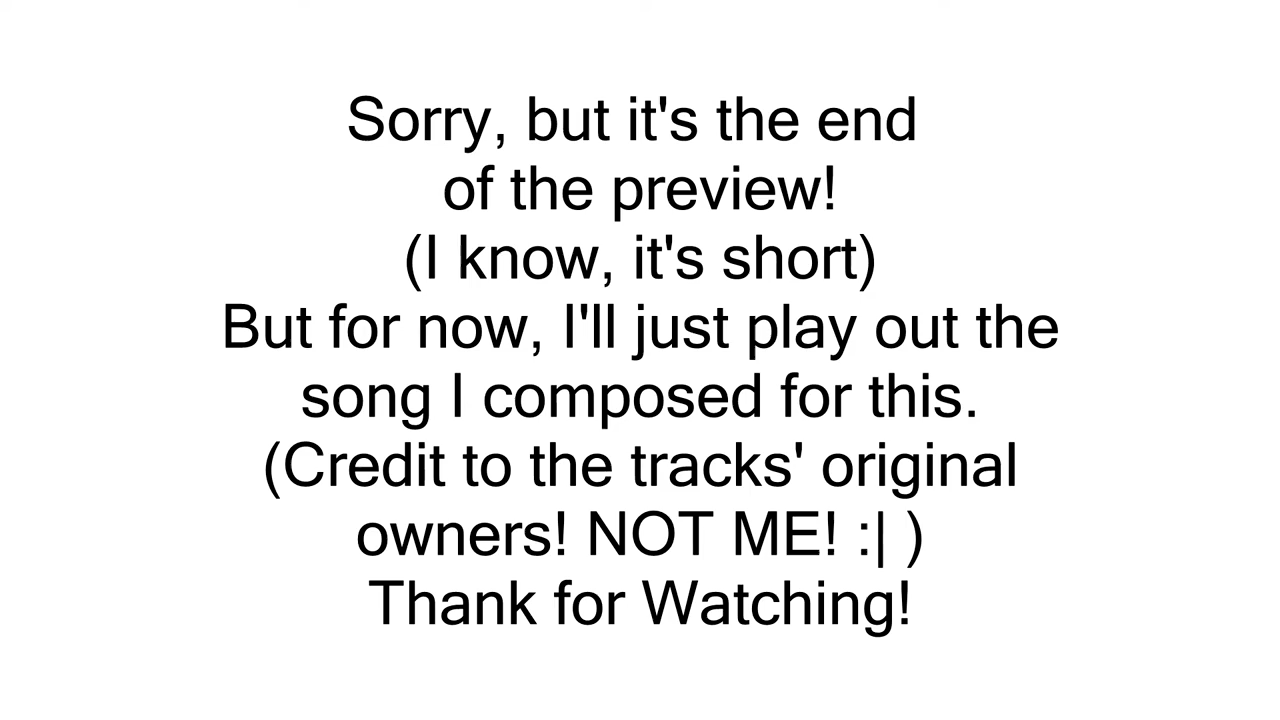 Sorry, but it's the end
of the preview!
(I know, it's short)
But for now, I'll just play out the
song I composed for this.
(Credit to the tracks' original
owners! NOT ME! :| )
Thank for Watching!